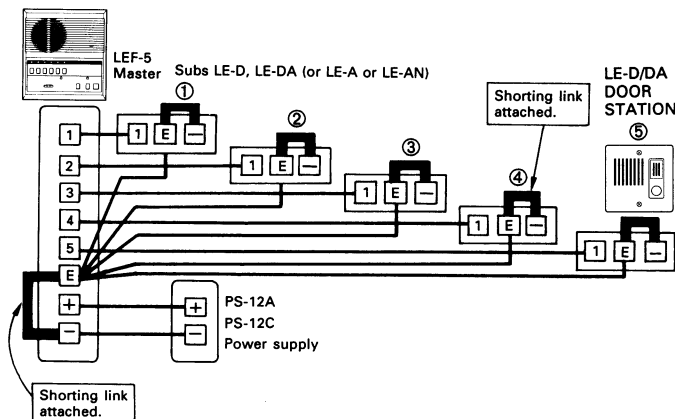 LEF-5
Master
Subs LE-D, LE-DA (or LE-A or LE-AN)
LE-D/DA
DOOR
STATION
Shorting link
attached.
① ② ③ ④ ⑤
1 1 E —
2 1 E —
3 1 E —
4 1 E —
5 1 E —
E
+ + PS-12A
PS-12C
— — Power supply
Shorting link
attached.